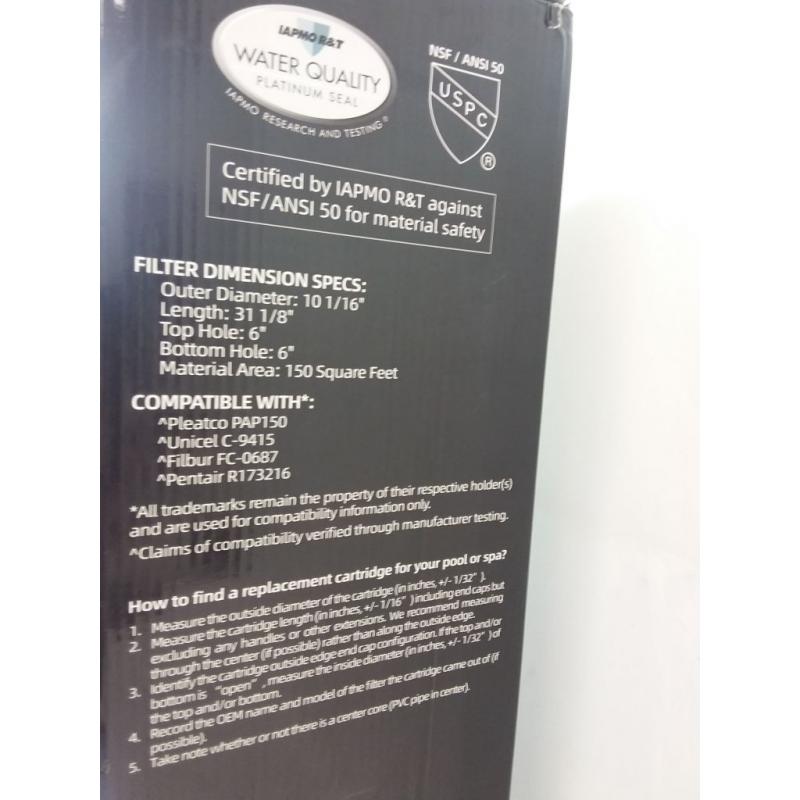 IAPMO R&T
WATER QUALITY
PLATINUM SEAL
IAPMO RESEARCH AND TESTING®
NSF / ANSI 50
USPC
®
Certified by IAPMO R&T against
NSF/ANSI 50 for material safety
FILTER DIMENSION SPECS:
Outer Diameter: 10 1/16"
Length: 31 1/8"
Top Hole: 6"
Bottom Hole: 6"
Material Area: 150 Square Feet
COMPATIBLE WITH*:
^Pleatco PAP150
^Unicel C-9415
^Filbur FC-0687
^Pentair R173216
*All trademarks remain the property of their respective holder(s)
and are used for compatibility information only.
^Claims of compatibility verified through manufacturer testing.
How to find a replacement cartridge for your pool or spa?
1. Measure the outside diameter of the cartridge (in inches, +/- 1/32").
2. Measure the cartridge length (in inches, +/- 1/16") including end caps but
excluding any handles or other extensions. We recommend measuring
through the center (if possible) rather than along the outside edge.
3. Identify the cartridge outside edge end cap configuration. If the top and/or
bottom is "open", measure the inside diameter (in inches, +/- 1/32") of
the top and/or bottom.
4. Record the OEM name and model of the filter the cartridge came out of (if
possible).
5. Take note whether or not there is a center core (PVC pipe in center).